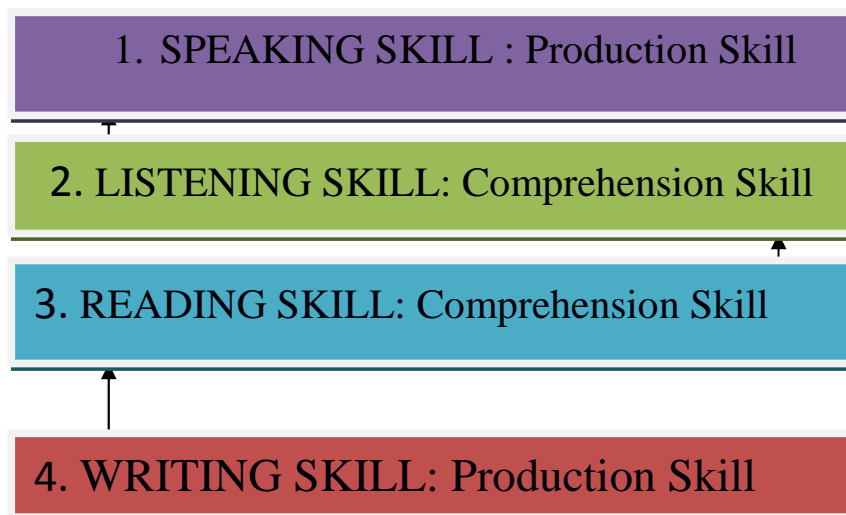 1. SPEAKING SKILL : Production Skill
2. LISTENING SKILL: Comprehension Skill
3. READING SKILL: Comprehension Skill
4. WRITING SKILL: Production Skill